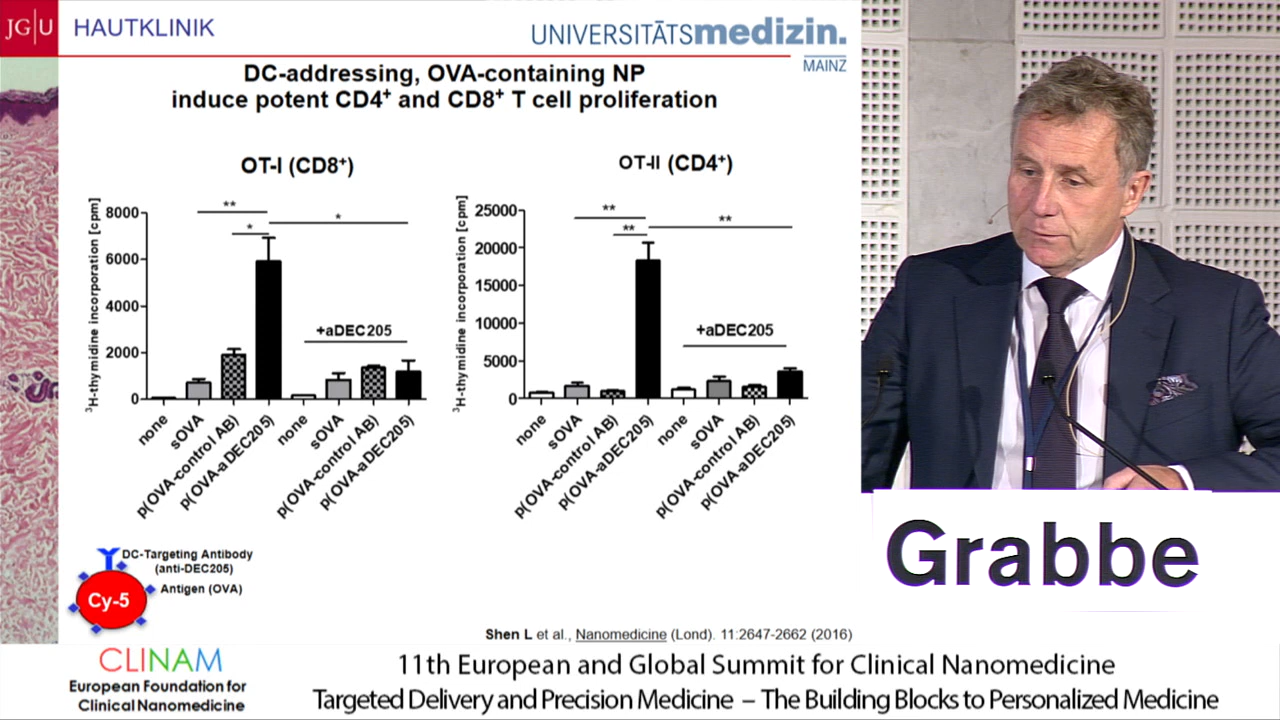 JG|U HAUTKLINIK
UNIVERSITÄTSmedizin.
MAINZ
DC-addressing, OVA-containing NP
induce potent CD4⁺ and CD8⁺ T cell proliferation
OT-I (CD8⁺)
³H-thymidine incorporation [cpm]
8000
6000
4000
2000
0
**
*
*
+aDEC205
none
sOVA
p(OVA-control AB)
p(OVA-aDEC205)
none
sOVA
p(OVA-control AB)
p(OVA-aDEC205)
OT-II (CD4⁺)
³H-thymidine incorporation [cpm]
25000
20000
15000
10000
5000
0
**
**
**
+aDEC205
none
sOVA
p(OVA-control AB)
p(OVA-aDEC205)
none
sOVA
p(OVA-control AB)
p(OVA-aDEC205)
DC-Targeting Antibody
(anti-DEC205)
Antigen (OVA)
Cy-5
Shen L et al., Nanomedicine (Lond). 11:2647-2662 (2016)
Grabbe
CLINAM
European Foundation for
Clinical Nanomedicine
11th European and Global Summit for Clinical Nanomedicine
Targeted Delivery and Precision Medicine – The Building Blocks to Personalized Medicine